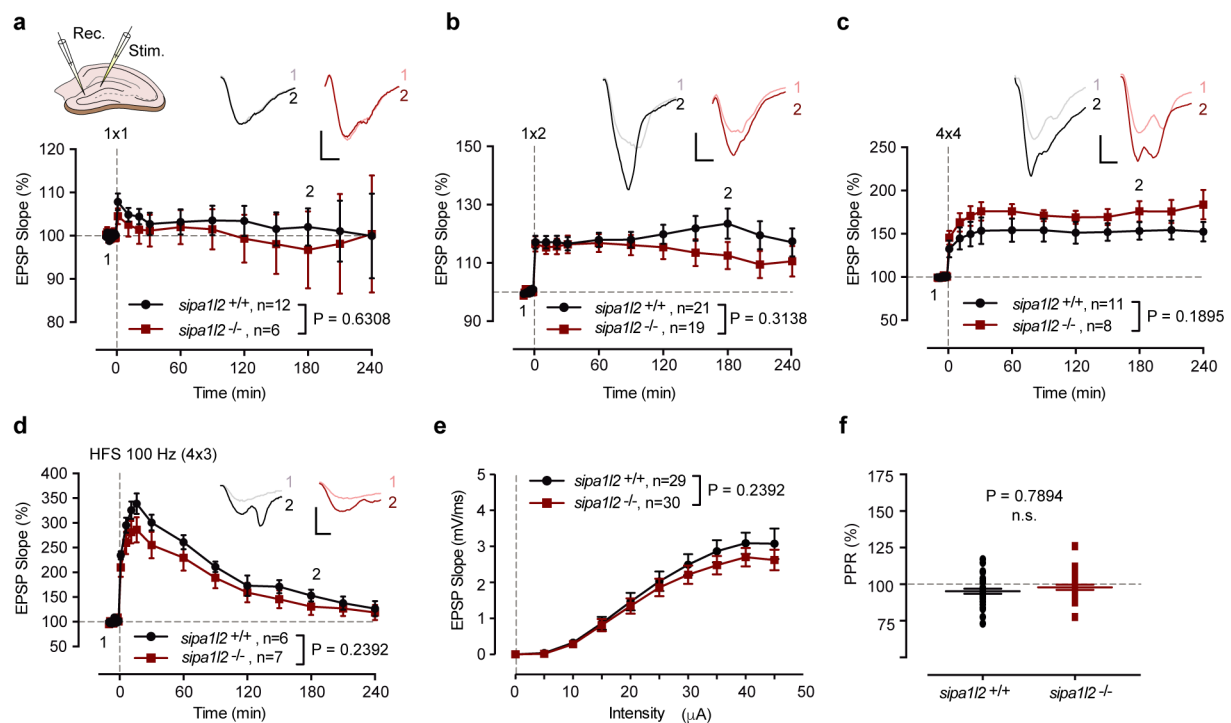 a
Rec.
Stim.
1
2
1
2
1x1
120
110
100
90
80
EPSP Slope (%)
2
1
sipa1l2 +/+, n=12
sipa1l2 -/-, n=6
P = 0.6308
0 60 120 180 240
Time (min)
b
1
2
1
2
1x2
150
120
90
EPSP Slope (%)
2
1
sipa1l2 +/+, n=21
sipa1l2 -/-, n=19
P = 0.3138
0 60 120 180 240
Time (min)
c
1
2
1
2
4x4
250
200
150
100
50
EPSP Slope (%)
2
1
sipa1l2 +/+, n=11
sipa1l2 -/-, n=8
P = 0.1895
0 60 120 180 240
Time (min)
d
HFS 100 Hz (4x3)
1
2
1
2
400
350
300
250
200
150
100
50
EPSP Slope (%)
2
1
sipa1l2 +/+, n=6
sipa1l2 -/-, n=7
P = 0.2392
0 60 120 180 240
Time (min)
e
sipa1l2 +/+, n=29
sipa1l2 -/-, n=30
P = 0.2392
5
4
3
2
1
0
EPSP Slope (mV/ms)
0 10 20 30 40 50
Intensity (µA)
f
175
150
125
100
75
PPR (%)
P = 0.7894
n.s.
sipa1l2 +/+
sipa1l2 -/-